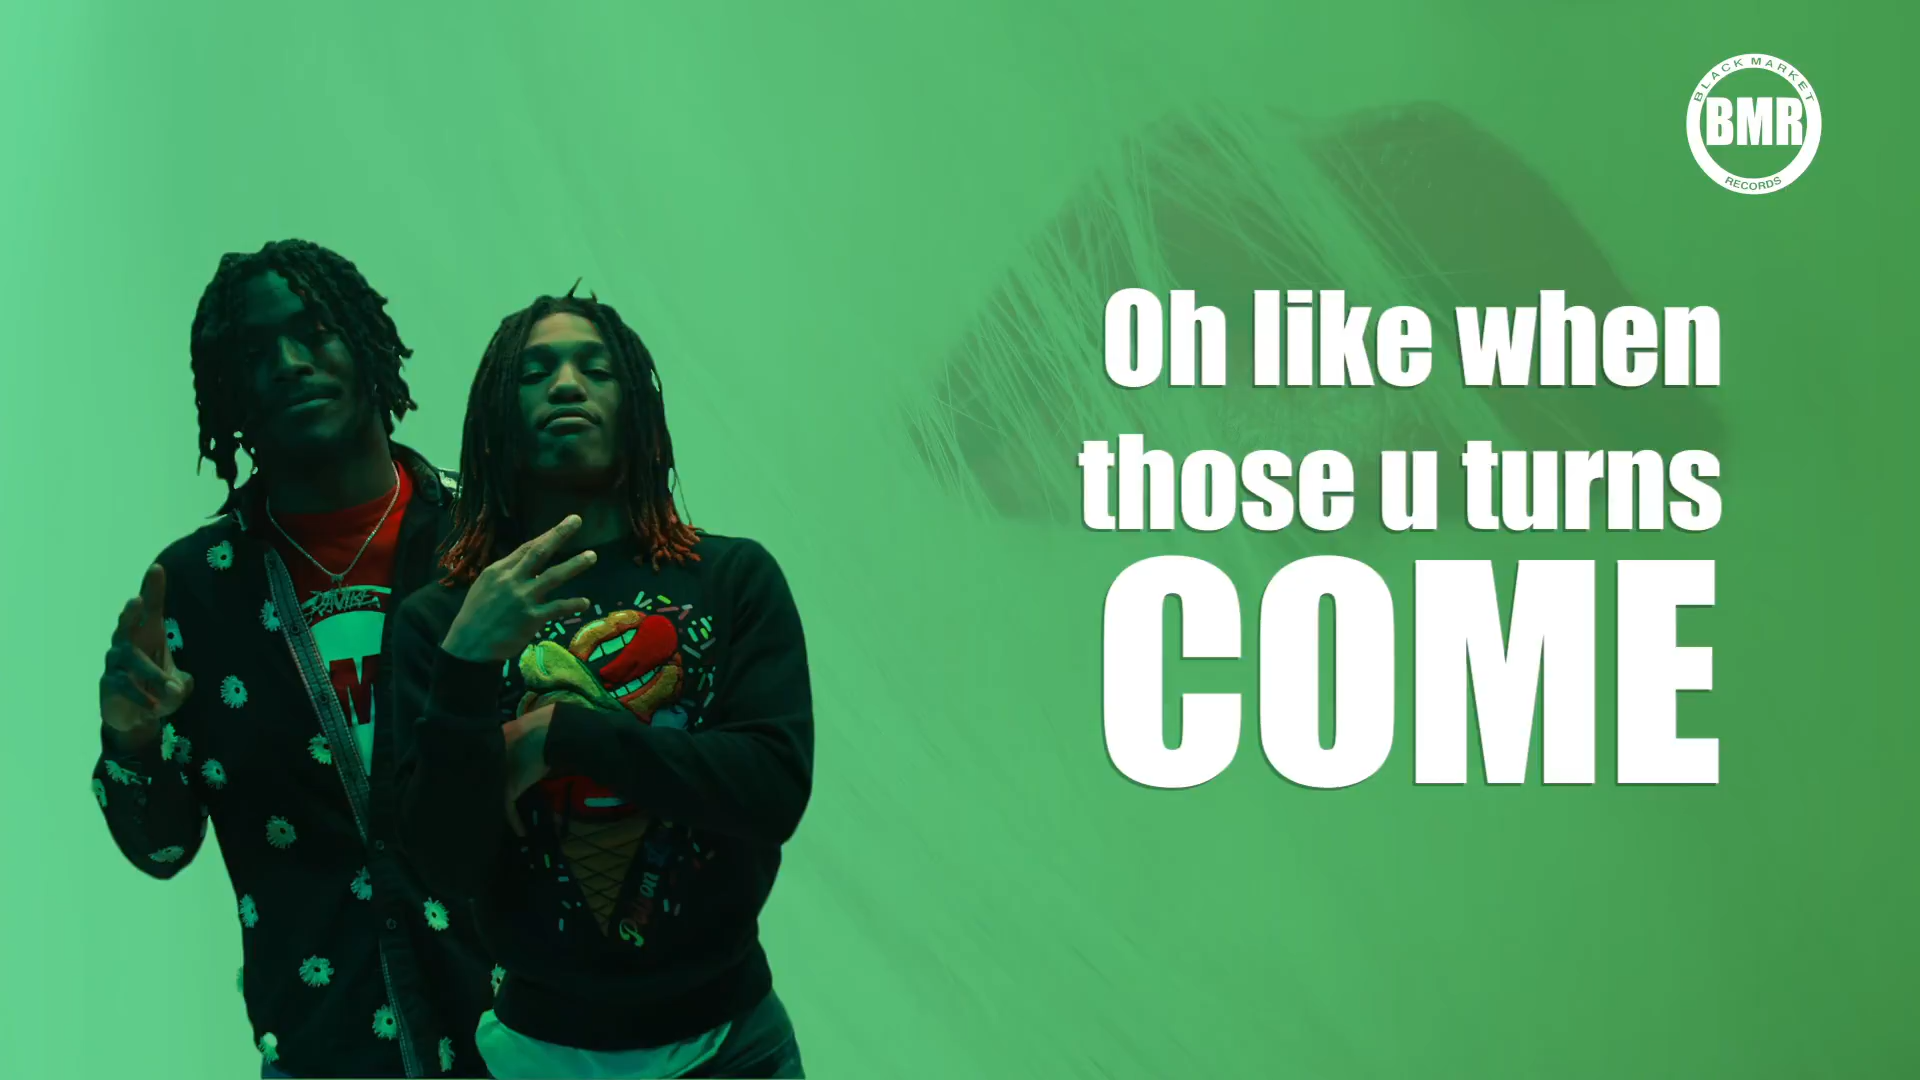 BLACK MARKET
BMR
RECORDS
Oh like when
those u turns
COME
M